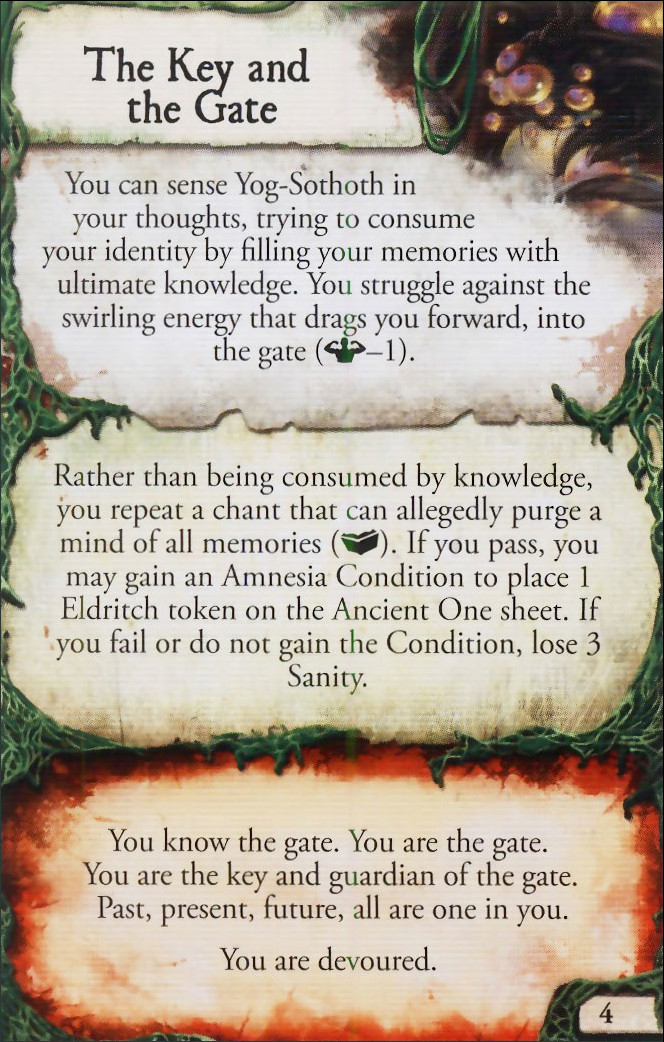 The Key and
the Gate
You can sense Yog-Sothoth in
your thoughts, trying to consume
your identity by filling your memories with
ultimate knowledge. You struggle against the
swirling energy that drags you forward, into
the gate (–1).
Rather than being consumed by knowledge,
you repeat a chant that can allegedly purge a
mind of all memories (). If you pass, you
may gain an Amnesia Condition to place 1
Eldritch token on the Ancient One sheet. If
you fail or do not gain the Condition, lose 3
Sanity.
You know the gate. You are the gate.
You are the key and guardian of the gate.
Past, present, future, all are one in you.
You are devoured.
4